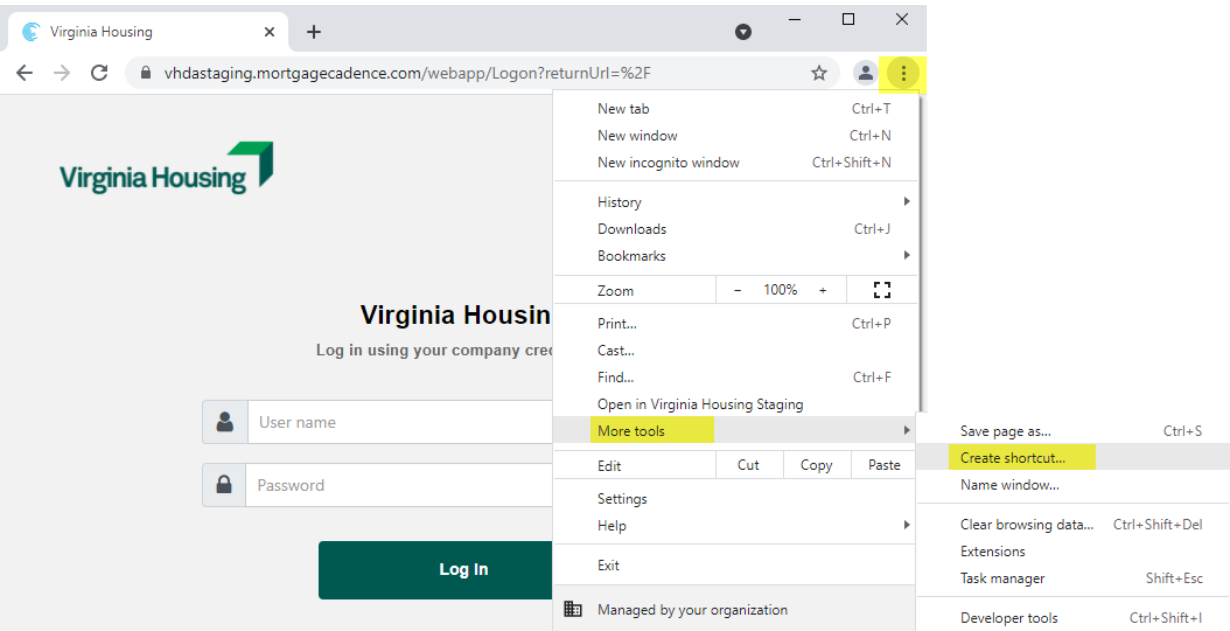 Virginia Housing
vhdastaging.mortgagecadence.com/webapp/Logon?returnUrl=%2F
Virginia Housing
Virginia Housin
Log in using your company cre
User name
Password
Log In
New tab Ctrl+T
New window Ctrl+N
New incognito window Ctrl+Shift+N
History
Downloads Ctrl+J
Bookmarks
Zoom - 100% +
Print... Ctrl+P
Cast...
Find... Ctrl+F
Open in Virginia Housing Staging
More tools
Edit Cut Copy Paste
Settings
Help
Exit
Managed by your organization
Save page as... Ctrl+S
Create shortcut...
Name window...
Clear browsing data... Ctrl+Shift+Del
Extensions
Task manager Shift+Esc
Developer tools Ctrl+Shift+I